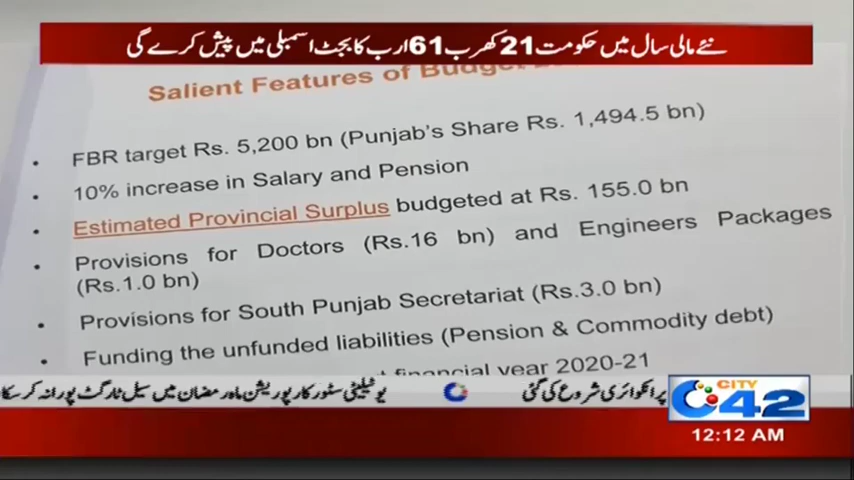 نئے مالی سال میں حکومت 21 کھرب 61 ارب کا بجٹ اسمبلی میں پیش کرے گی
Salient Features of Budget
• FBR target Rs. 5,200 bn (Punjab's Share Rs. 1,494.5 bn)
• 10% increase in Salary and Pension
• Estimated Provincial Surplus budgeted at Rs. 155.0 bn
• Provisions for Doctors (Rs.16 bn) and Engineers Packages
(Rs.1.0 bn)
• Provisions for South Punjab Secretariat (Rs.3.0 bn)
• Funding the unfunded liabilities (Pension & Commodity debt)
financial year 2020-21
پر انکوائری شروع کی گئی
یوٹیلیٹی سٹور کارپوریشن ماہ رمضان میں سیل ٹارگٹ پورا نہ کر سکا
CITY
42
12:12 AM